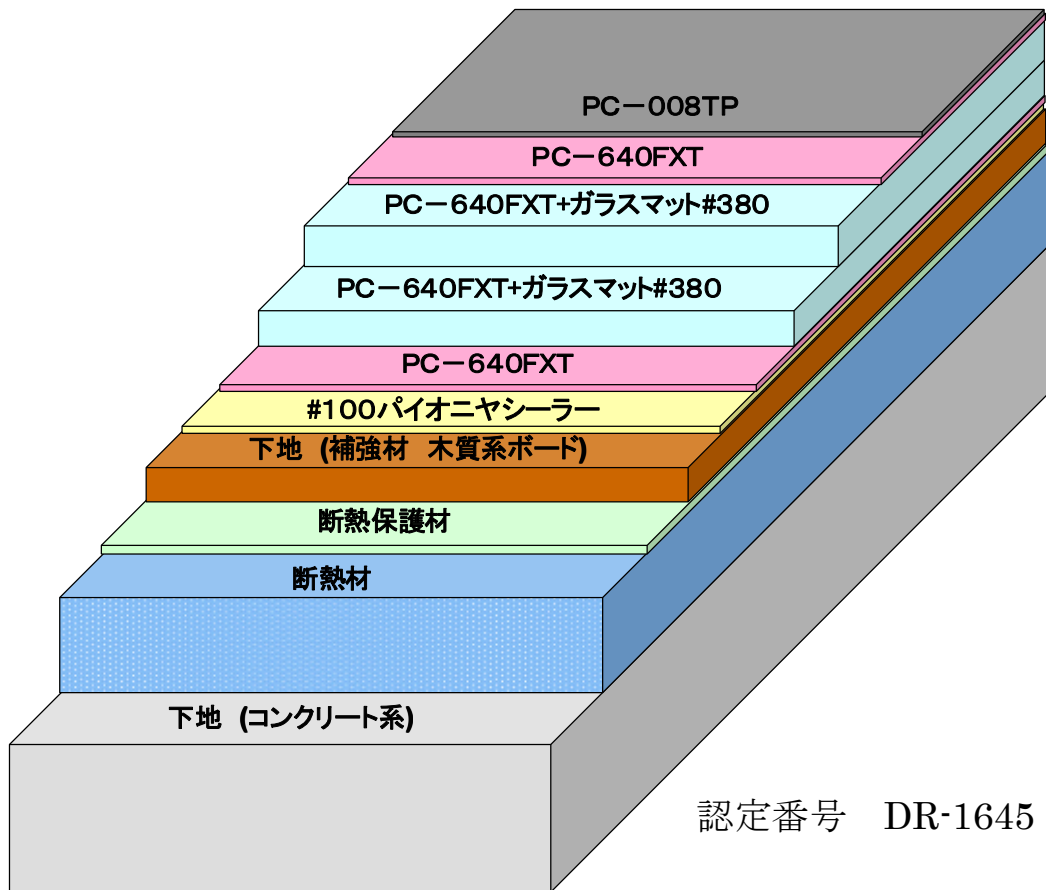 PC－008TP
PC－640FXT
PC－640FXT+ガラスマット#380
PC－640FXT+ガラスマット#380
PC－640FXT
#100パイオニヤシーラー
下地 (補強材　木質系ボード)
断熱保護材
断熱材
下地 (コンクリート系)
認定番号　DR-1645